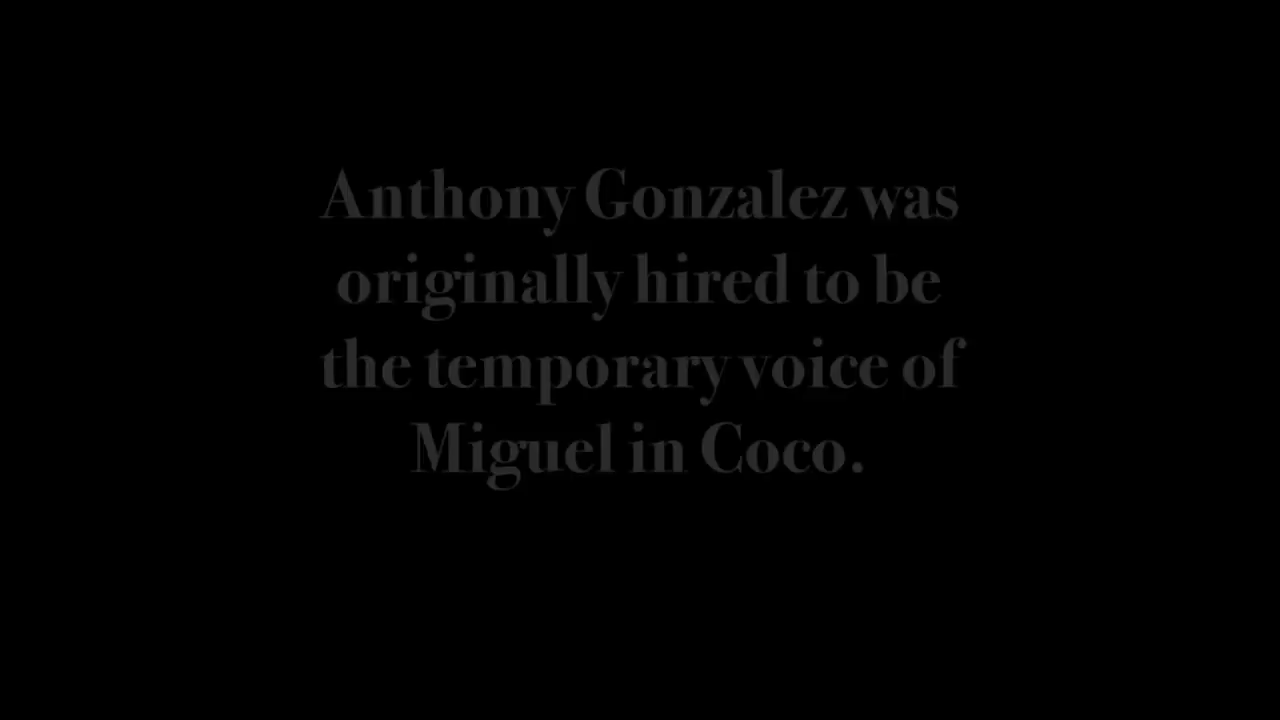 Anthony Gonzalez was
originally hired to be
the temporary voice of
Miguel in Coco.